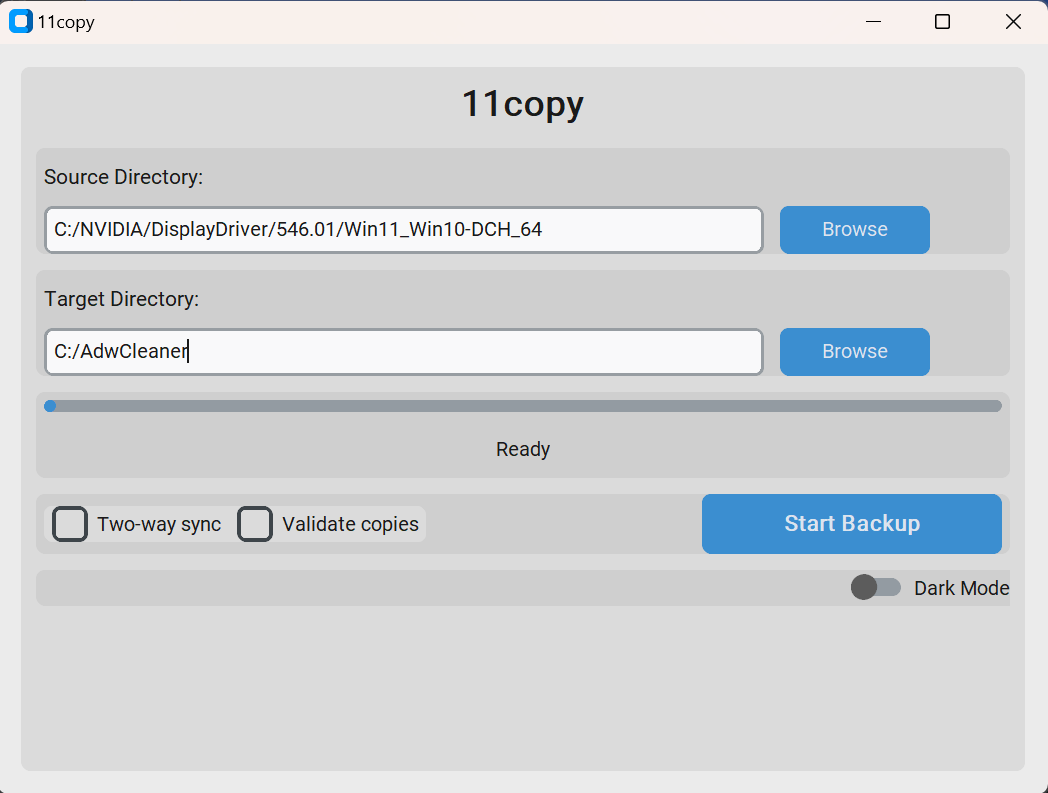 11copy
11copy
Source Directory:
C:/NVIDIA/DisplayDriver/546.01/Win11_Win10-DCH_64
Browse
Target Directory:
C:/AdwCleaner
Browse
Ready
Two-way sync
Validate copies
Start Backup
Dark Mode